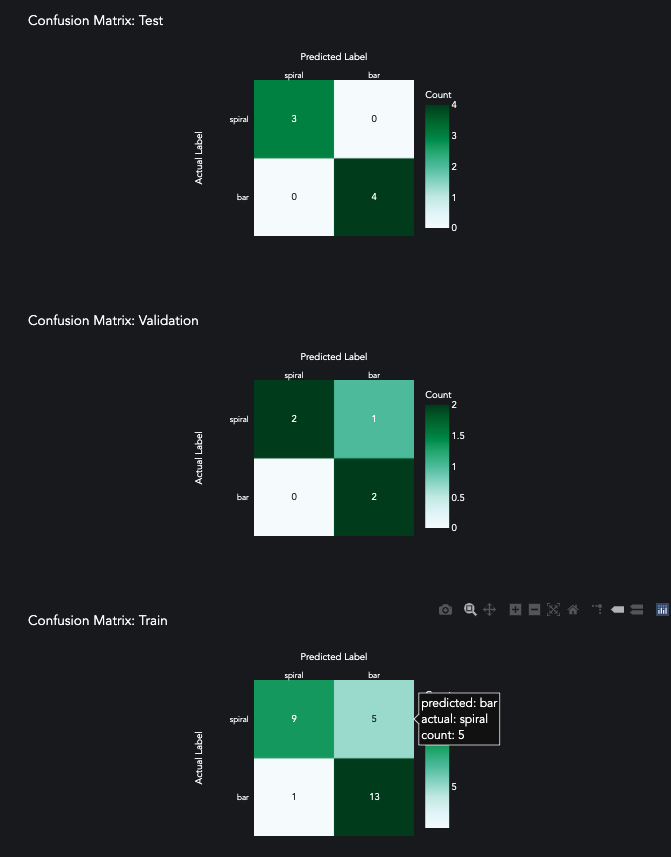 Confusion Matrix: Test
Predicted Label
spiral bar
Count
Actual Label
spiral 3 0
bar 0 4
4
3
2
1
0
Confusion Matrix: Validation
Predicted Label
spiral bar
Count
Actual Label
spiral 2 1
bar 0 2
2
1.5
1
0.5
0
Confusion Matrix: Train
Predicted Label
spiral bar
Actual Label
spiral 9 5
bar 1 13
predicted: bar
actual: spiral
count: 5
5